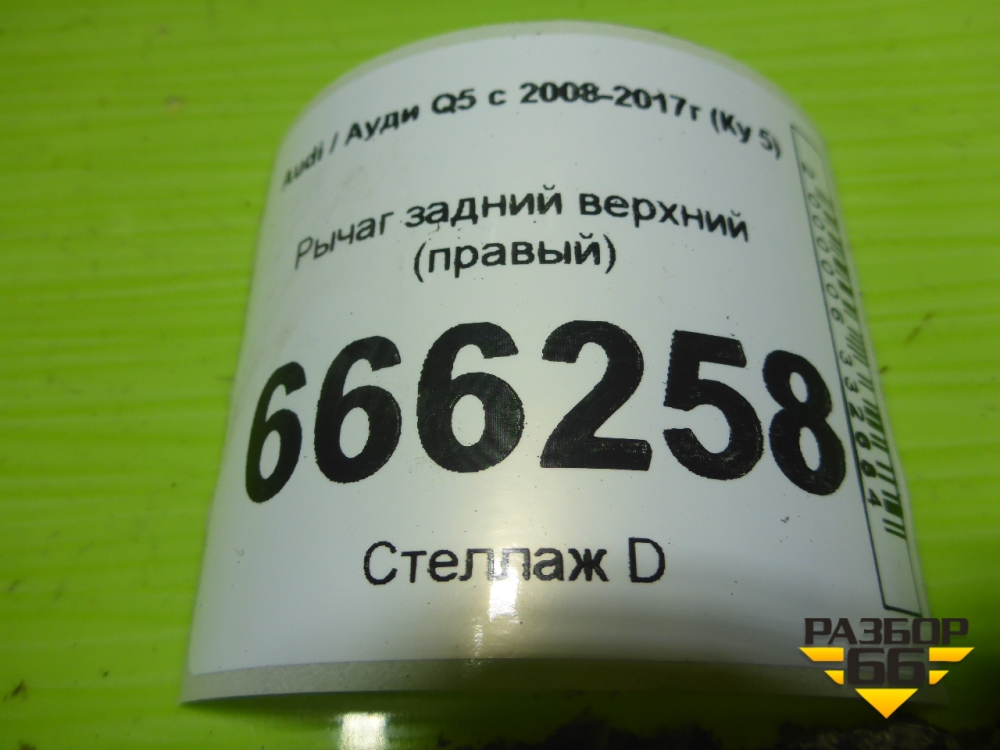 Audi / Ауди Q5 с 2008-2017г (Ку 5)
Рычаг задний верхний
(правый)
666258
Стеллаж D
РАЗБОР
66